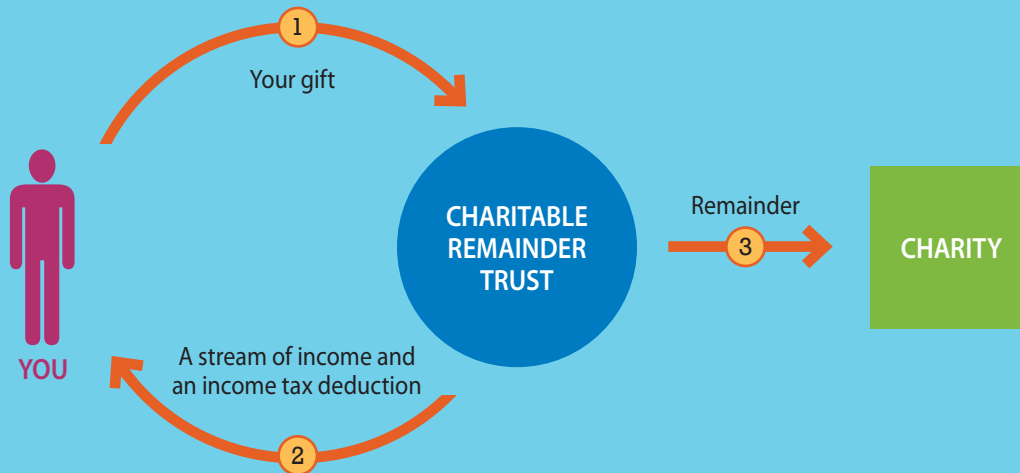 1
Your gift
YOU
CHARITABLE
REMAINDER
TRUST
A stream of income and
an income tax deduction
2
Remainder
3
CHARITY